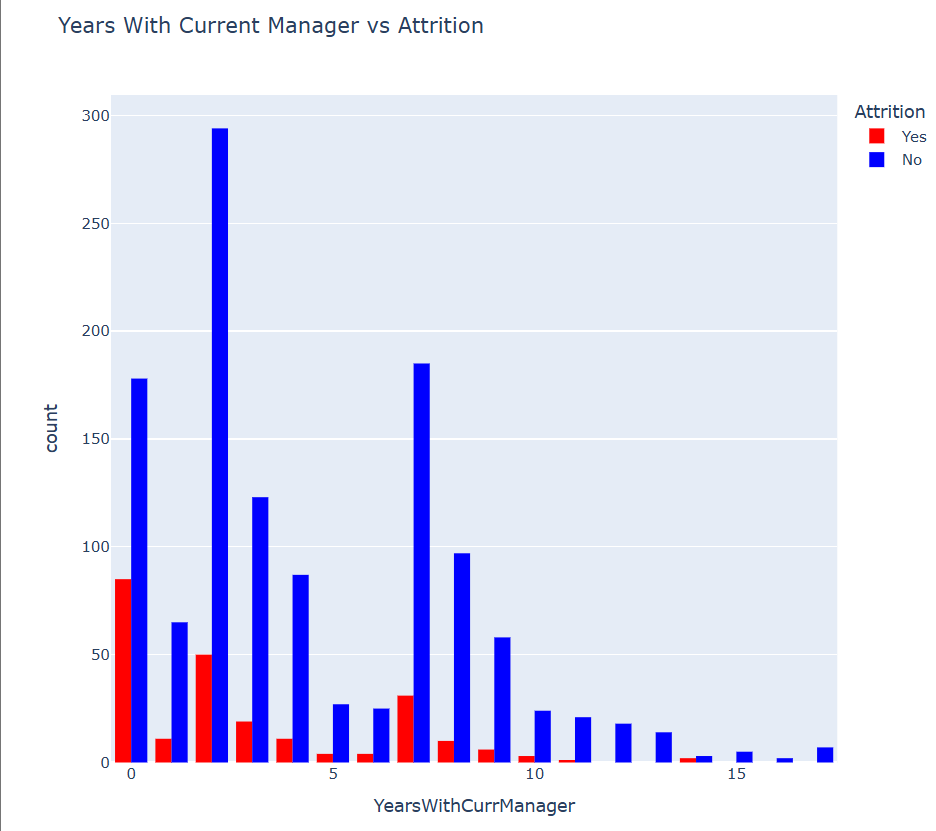 Years With Current Manager vs Attrition
Attrition
Yes
No
300
250
200
150
100
50
0
count
0 5 10 15
YearsWithCurrManager